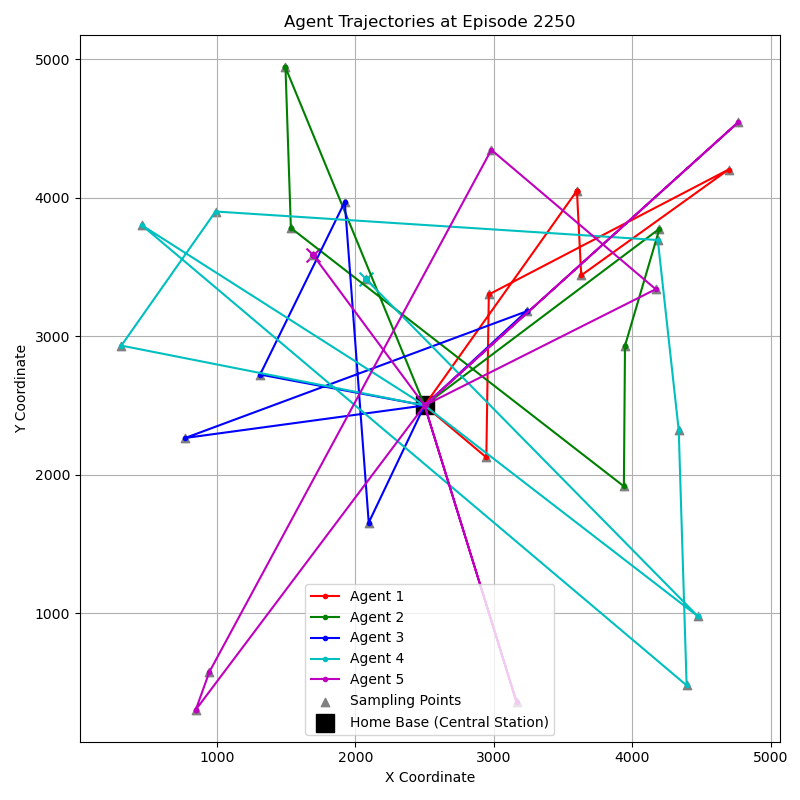 Agent Trajectories at Episode 2250
Y Coordinate
5000
4000
3000
2000
1000
Agent 1
Agent 2
Agent 3
Agent 4
Agent 5
Sampling Points
Home Base (Central Station)
1000 2000 3000 4000 5000
X Coordinate